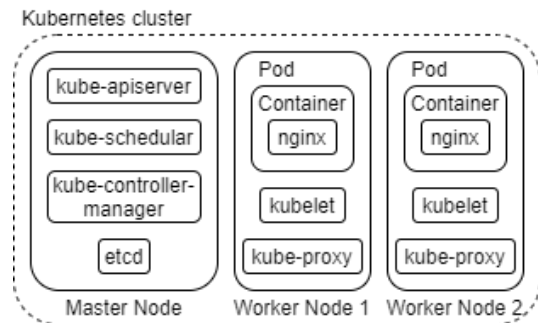 Kubernetes cluster
kube-apiserver
kube-schedular
kube-controller-
manager
etcd
Master Node
Pod
Container
nginx
kubelet
kube-proxy
Worker Node 1
Pod
Container
nginx
kubelet
kube-proxy
Worker Node 2